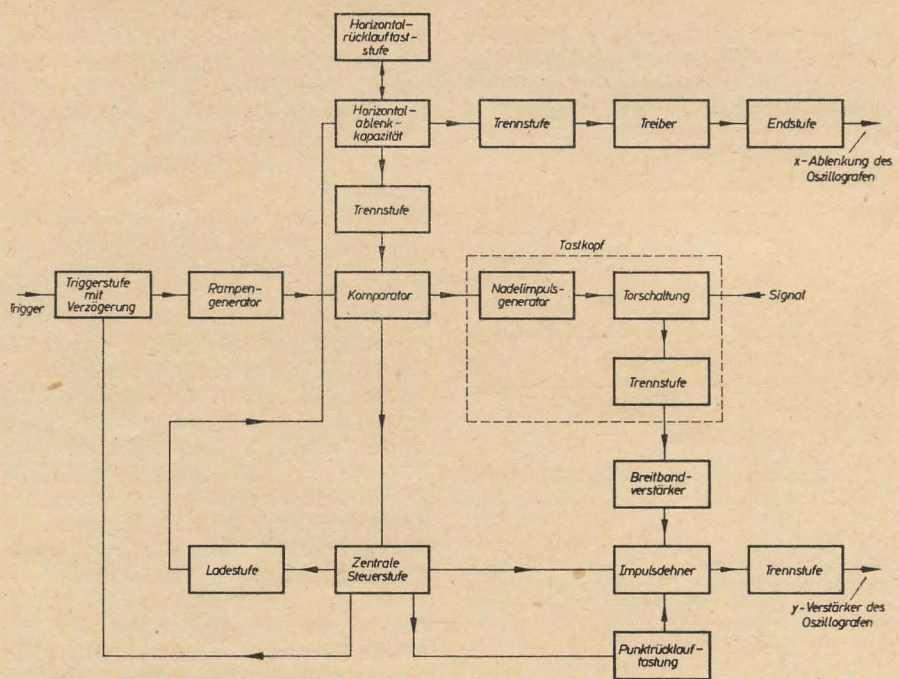 Horizontal-
rücklauftast-
stufe
Horizontal-
ablenk-
kapazität
Trennstufe
Treiber
Endstufe
x-Ablenkung des
Oszillografen
Trennstufe
Tastkopf
Trigger
Triggerstufe
mit
Verzögerung
Rampen-
generator
Komparator
Nadelimpuls-
generator
Torschaltung
Signal
Trennstufe
Breitband-
verstärker
Ladestufe
Zentrale
Steuerstufe
Impulsdehner
Trennstufe
y-Verstärker des
Oszillografen
Punktrücklauf-
tastung